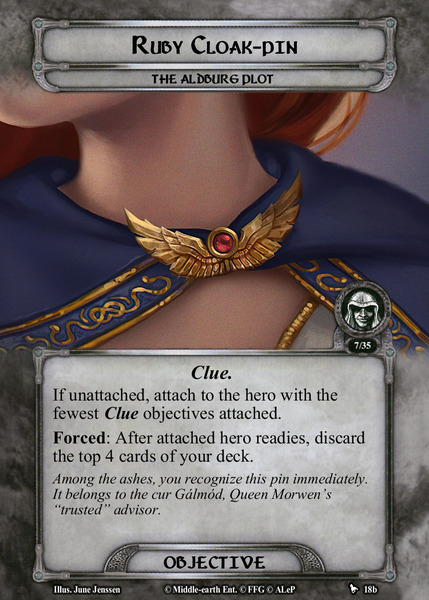 Ruby Cloak-pin
The Aldburg Plot
7/35
Clue.
If unattached, attach to the hero with the
fewest Clue objectives attached.
Forced: After attached hero readies, discard
the top 4 cards of your deck.
Among the ashes, you recognize this pin immediately.
It belongs to the cur Gálmód, Queen Morwen's
“trusted” advisor.
Objective
Illus. June Jenssen © Middle-earth Ent. © FFG © ALeP 18b